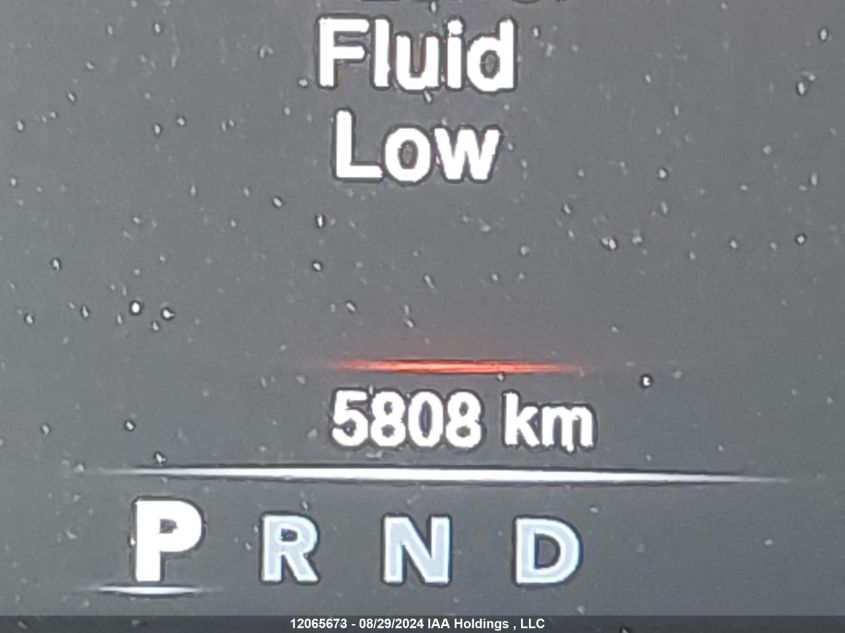 Fluid
Low
5808 km
P R N D
12065673 - 08/29/2024 IAA Holdings , LLC